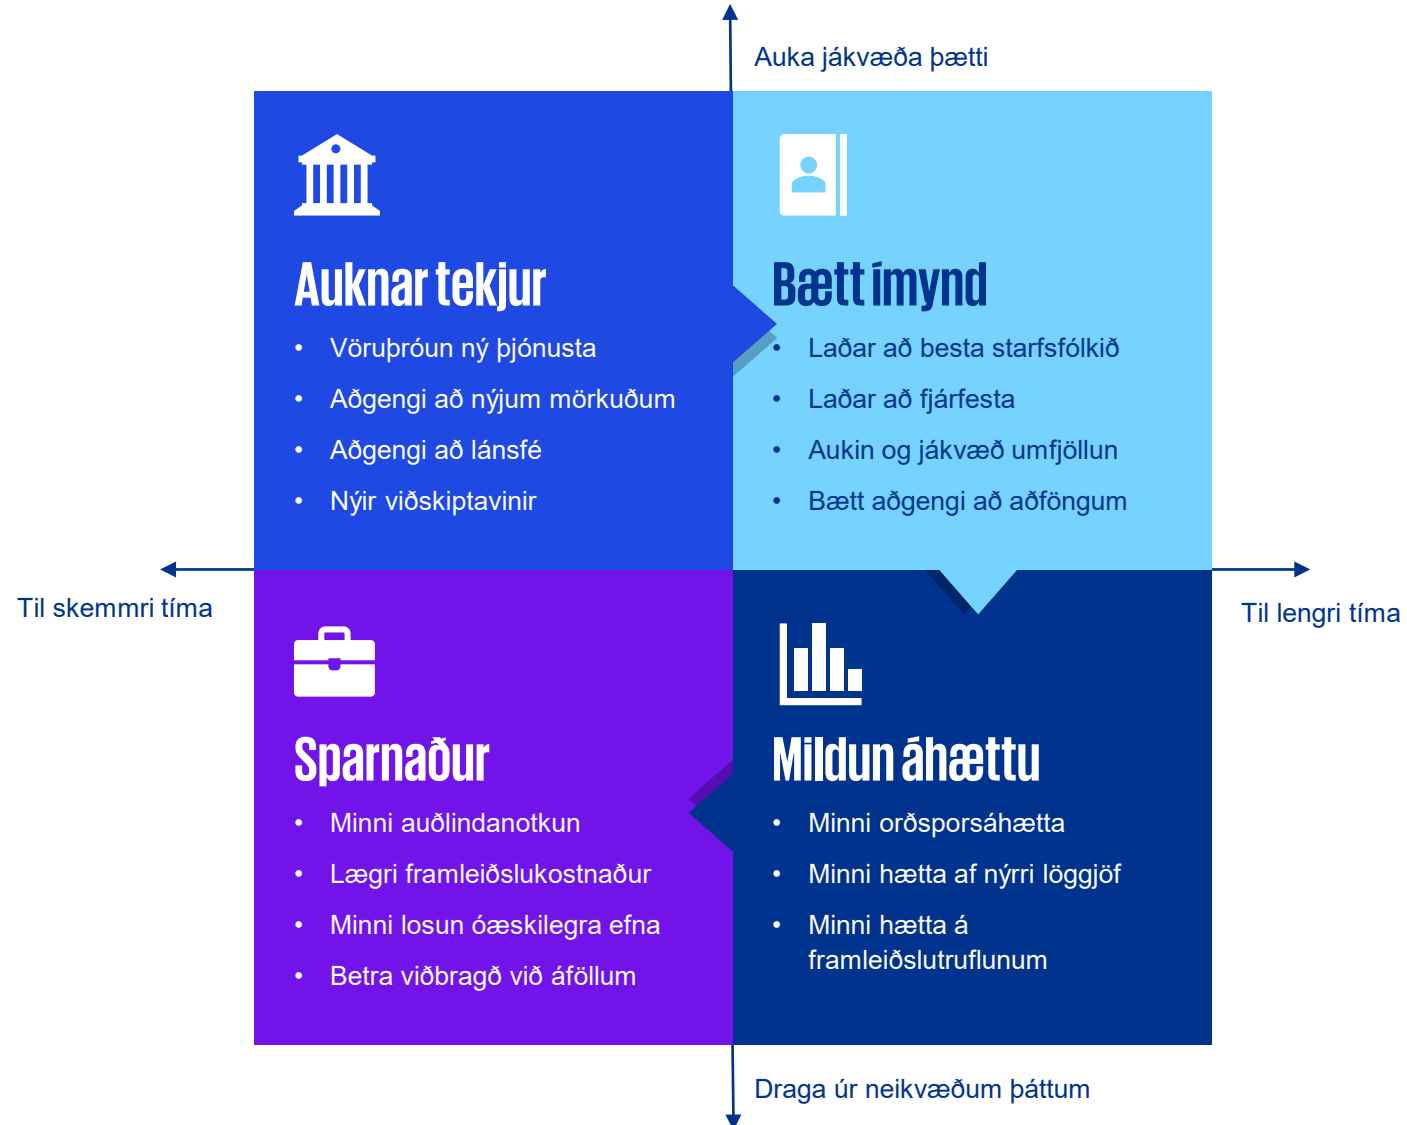 Auka jákvæða þætti
Auknar tekjur
• Vöruþróun ný þjónusta
• Aðgengi að nýjum mörkuðum
• Aðgengi að lánsfé
• Nýir viðskiptavinir
Bætt ímynd
• Laðar að besta starfsfólkið
• Laðar að fjárfesta
• Aukin og jákvæð umfjöllun
• Bætt aðgengi að aðföngum
Til skemmri tíma
Til lengri tíma
Sparnaður
• Minni auðlindanotkun
• Lægri framleiðslukostnaður
• Minni losun óæskilegra efna
• Betra viðbragð við áföllum
Mildun áhættu
• Minni orðsporsáhætta
• Minni hætta af nýrri löggjöf
• Minni hætta á
framleiðslutruflunum
Draga úr neikvæðum þáttum